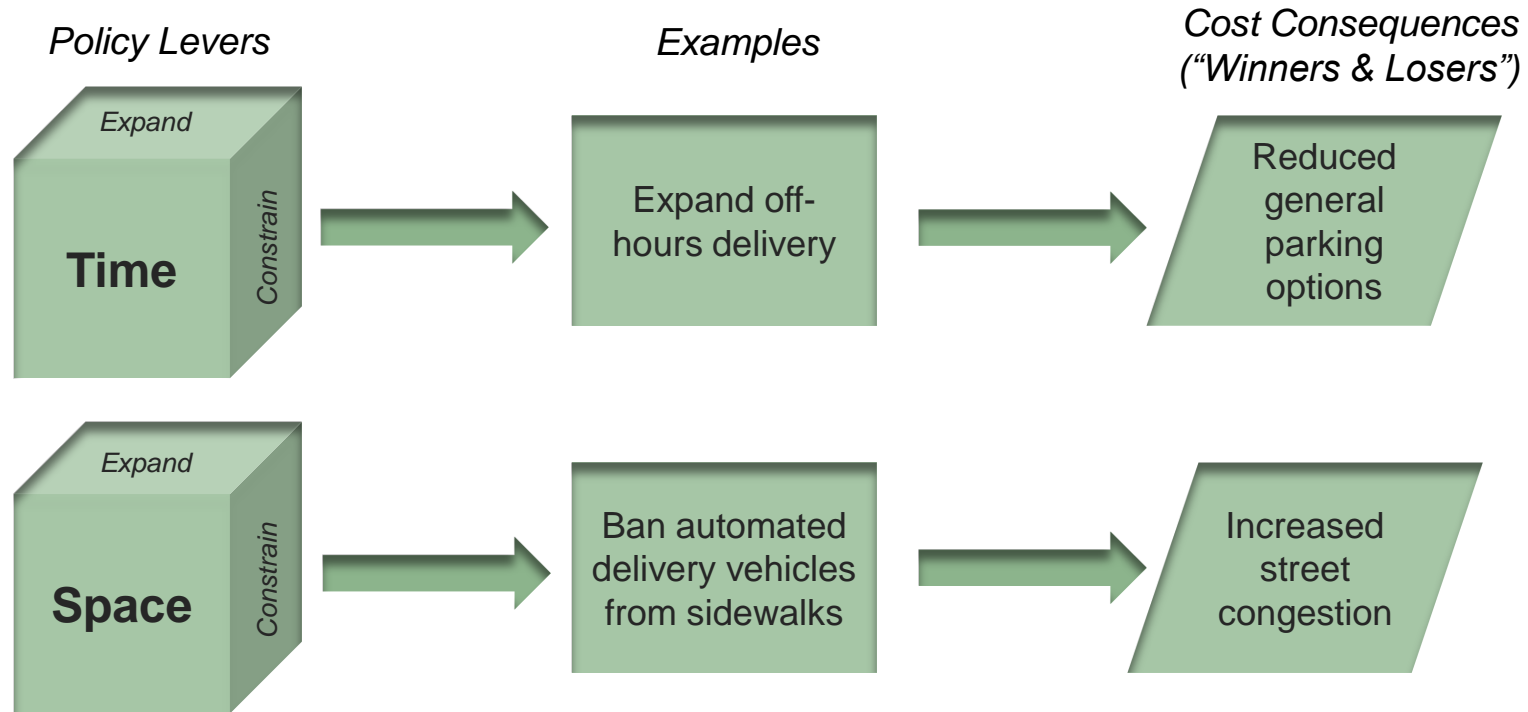 Policy Levers
Examples
Cost Consequences
(“Winners & Losers”)
Expand
Time
Constrain
Expand off-
hours delivery
Reduced
general
parking
options
Expand
Space
Constrain
Ban automated
delivery vehicles
from sidewalks
Increased
street
congestion